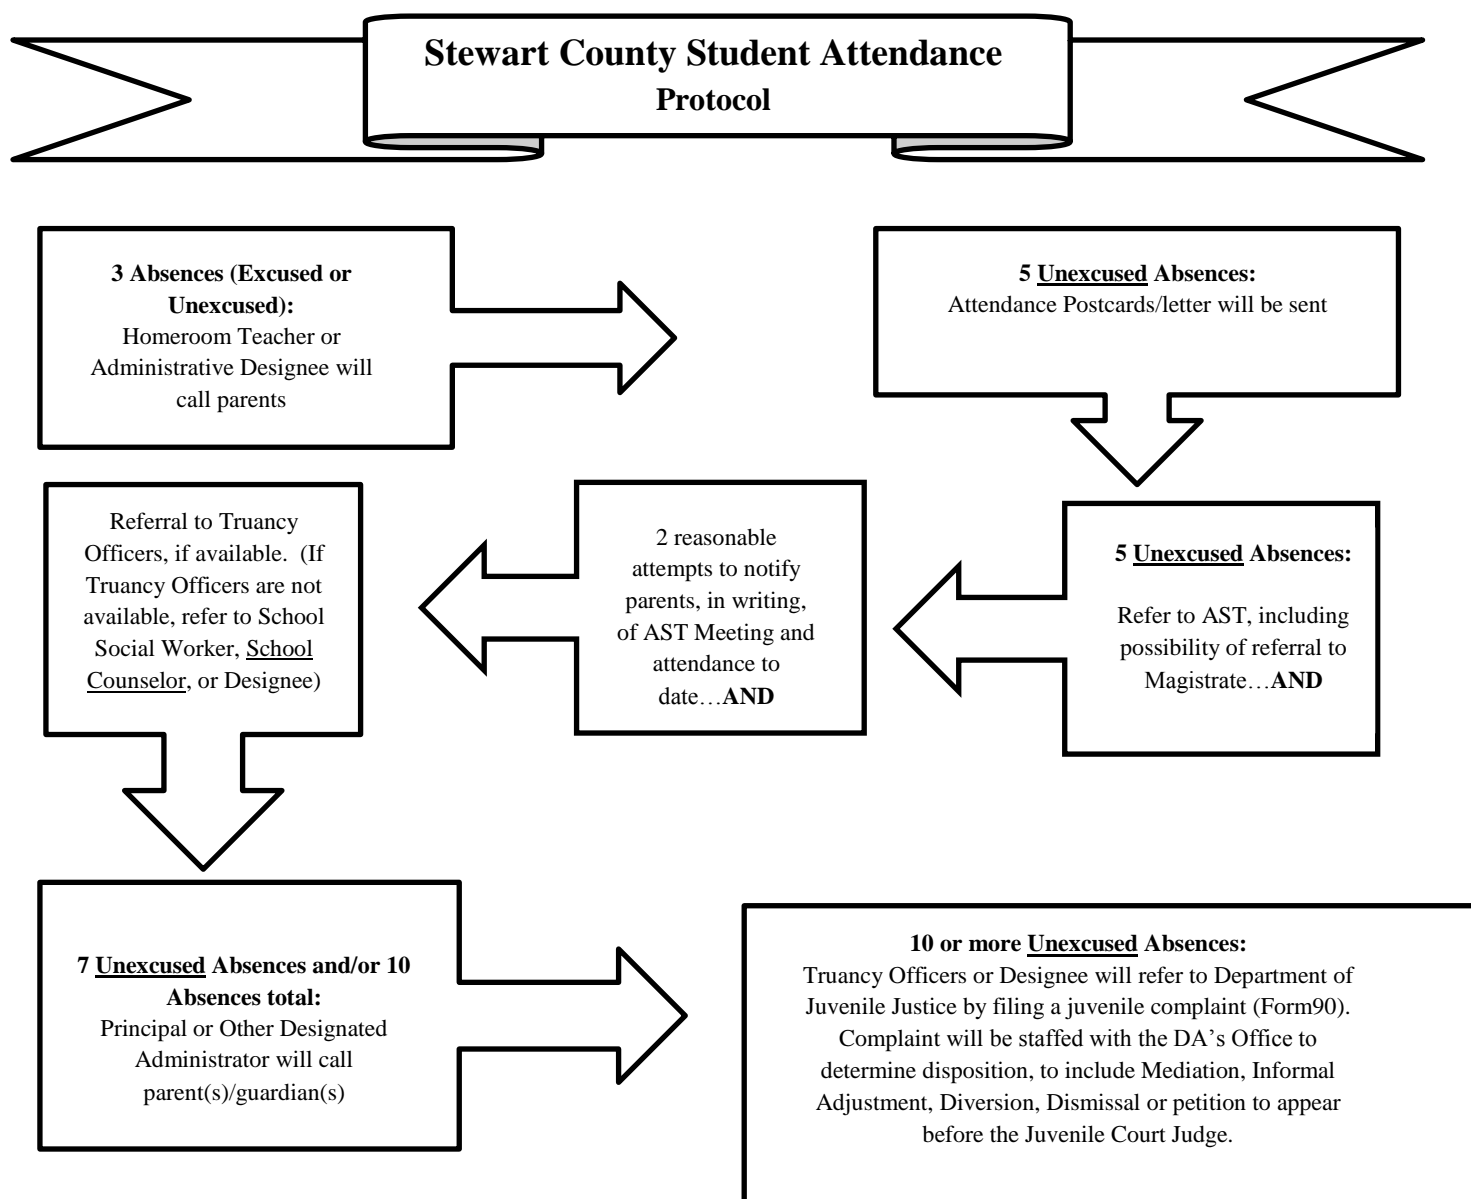 Stewart County Student Attendance
Protocol
3 Absences (Excused or
Unexcused):
Homeroom Teacher or
Administrative Designee will
call parents
5 Unexcused Absences:
Attendance Postcards/letter will be sent
5 Unexcused Absences:
Refer to AST, including
possibility of referral to
Magistrate…AND
2 reasonable
attempts to notify
parents, in writing,
of AST Meeting and
attendance to
date…AND
Referral to Truancy
Officers, if available.  (If
Truancy Officers are not
available, refer to School
Social Worker, School
Counselor, or Designee)
7 Unexcused Absences and/or 10
Absences total:
Principal or Other Designated
Administrator will call
parent(s)/guardian(s)
10 or more Unexcused Absences:
Truancy Officers or Designee will refer to Department of
Juvenile Justice by filing a juvenile complaint (Form90).
Complaint will be staffed with the DA’s Office to
determine disposition, to include Mediation, Informal
Adjustment, Diversion, Dismissal or petition to appear
before the Juvenile Court Judge.